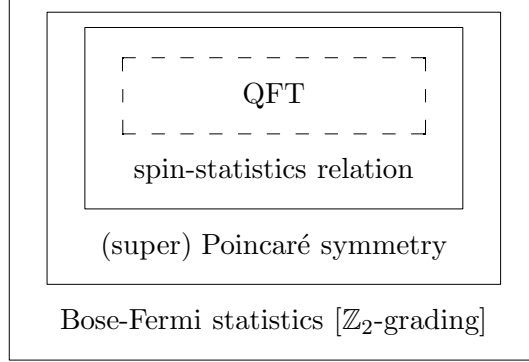 QFT
spin-statistics relation
(super) Poincaré symmetry
Bose-Fermi statistics [ℤ₂-grading]